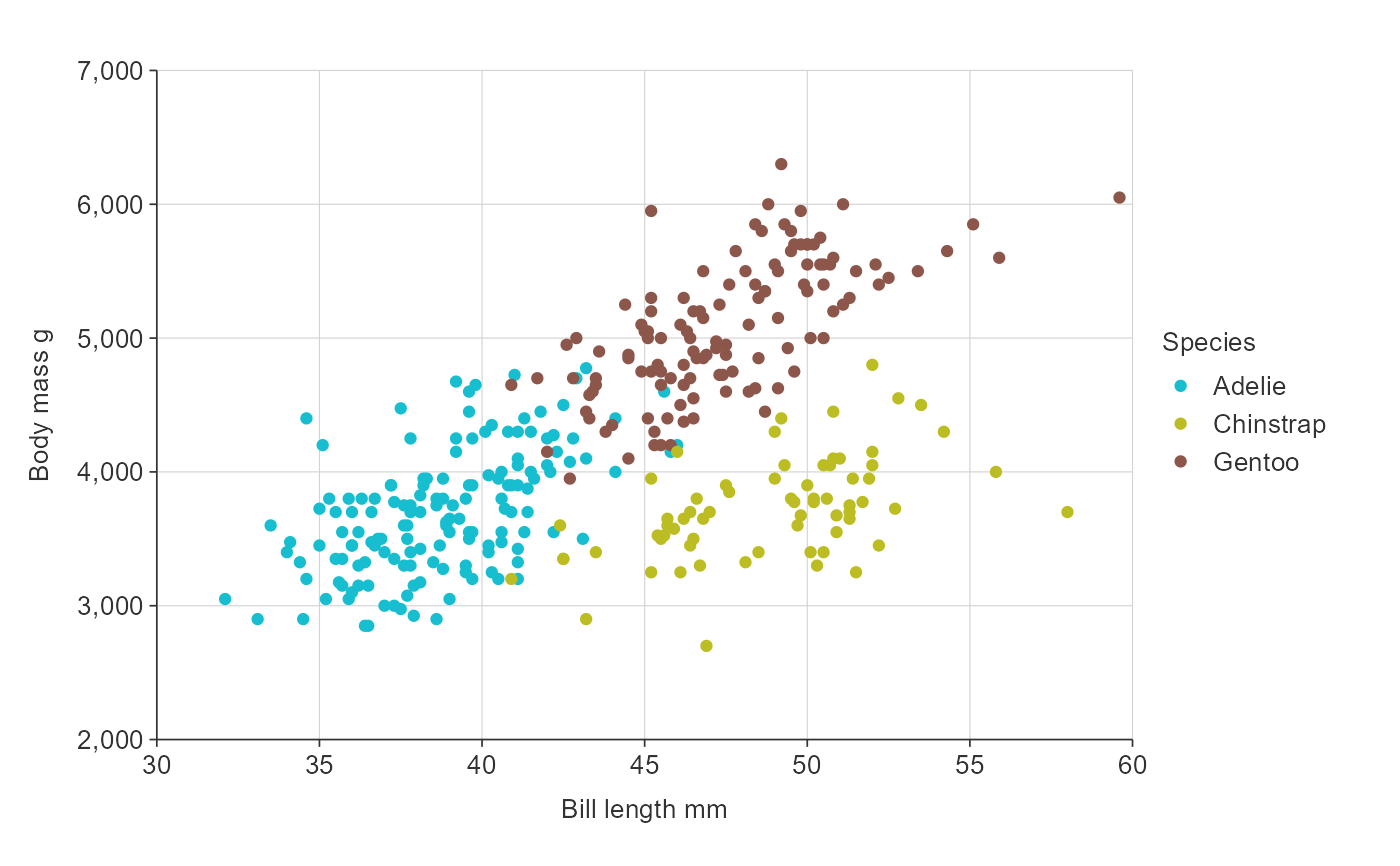 7,000
6,000
5,000
4,000
3,000
2,000
Body mass g
30 35 40 45 50 55 60
Bill length mm
Species
Adelie
Chinstrap
Gentoo